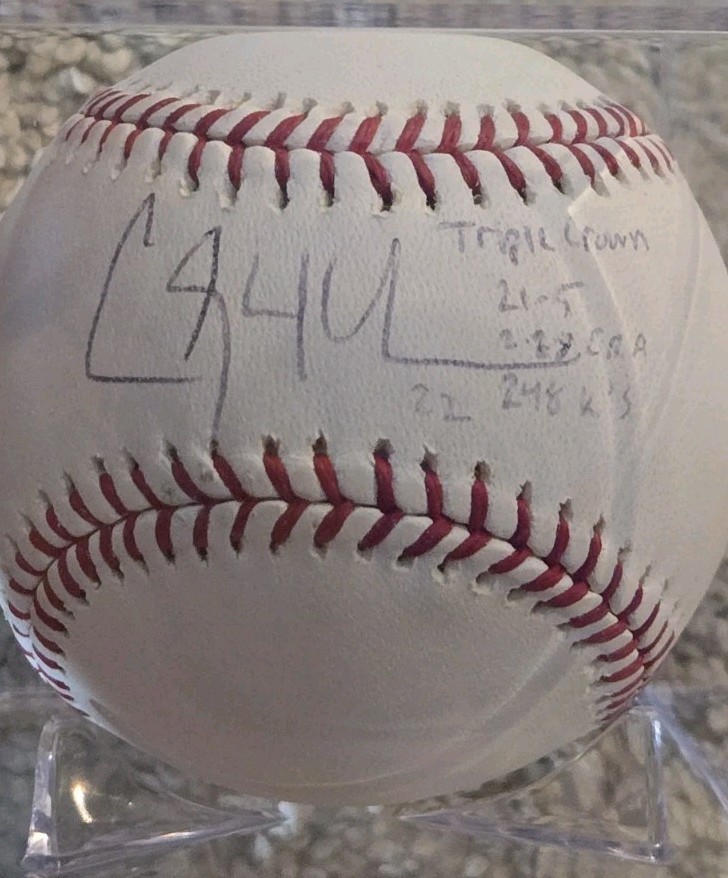 Triple Crown
21-5
2.28 ERA
22 248 K's